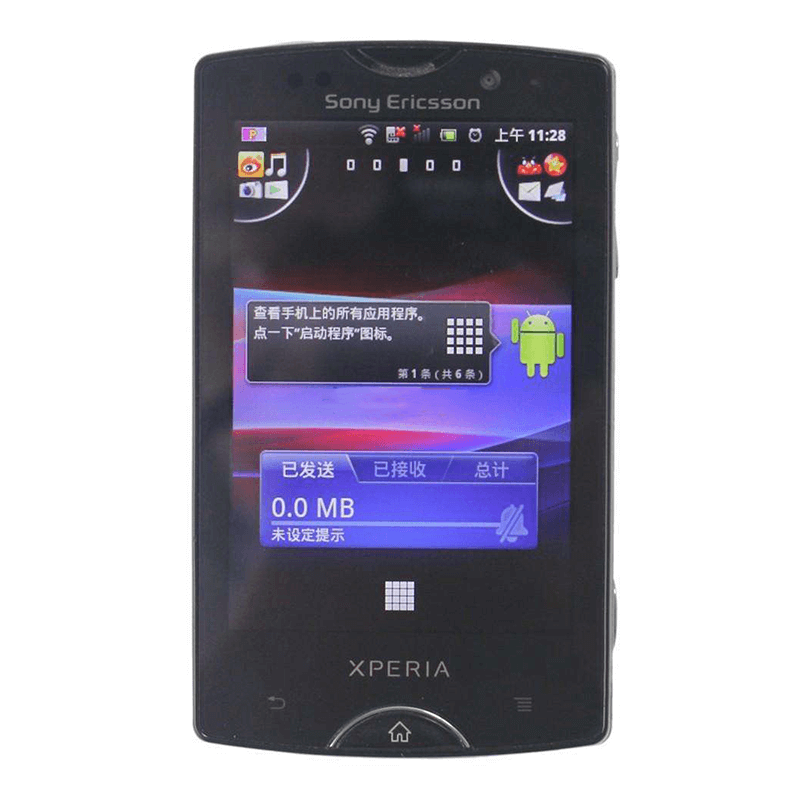 Sony Ericsson
上午 11:28
查看手机上的所有应用程序。
点一下“启动程序”图标。
第 1 条 ( 共 6 条 )
已发送 已接收 总计
0.0 MB
未设定提示
XPERIA